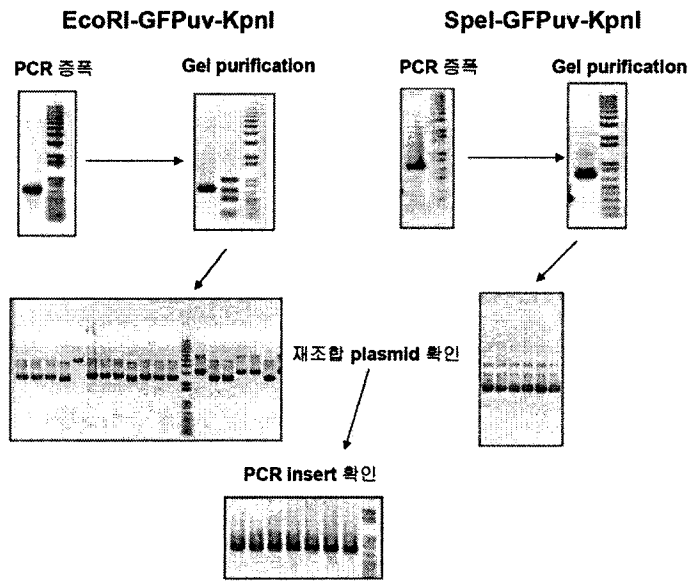 EcoRI-GFPuv-KpnI
SpeI-GFPuv-KpnI
PCR 증폭
Gel purification
PCR 증폭
Gel purification
재조합 plasmid 확인
PCR insert 확인